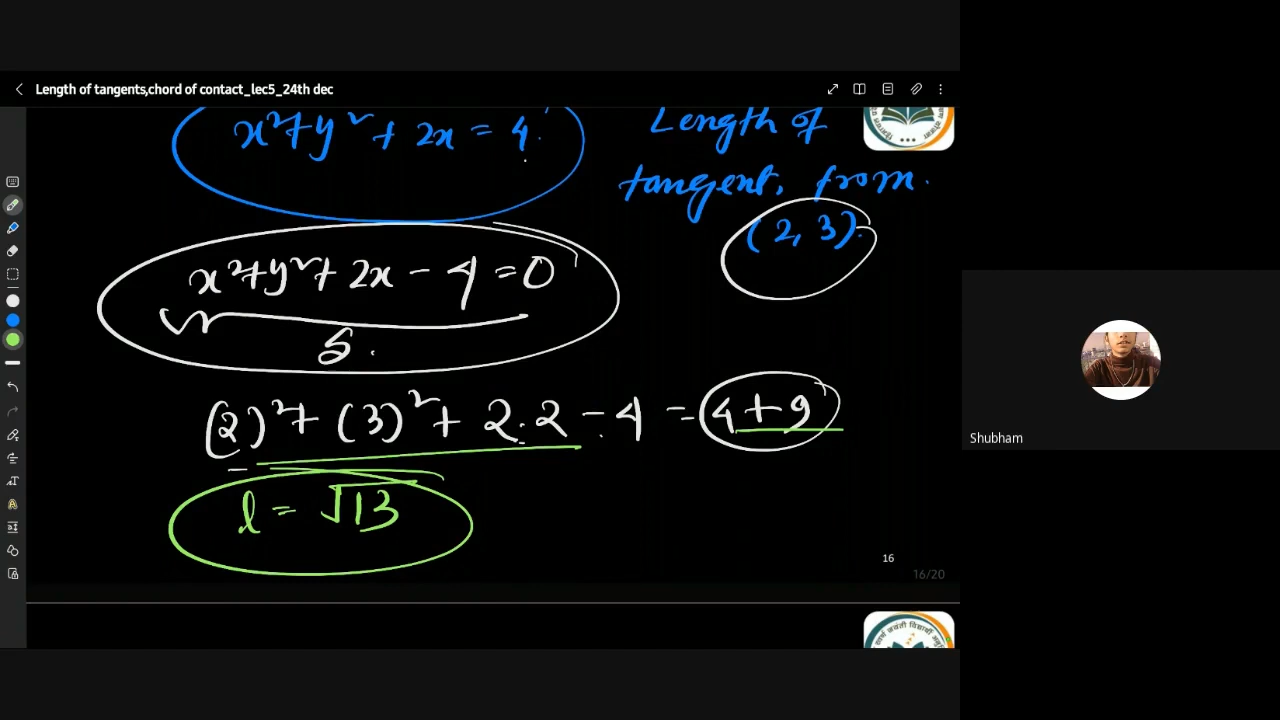 Length of tangents,chord of contact_lec5_24th dec
x²+y²+ 2x = 4.
Length of
tangent, from.
(2, 3).
x²+y²+ 2x - 4 = 0
S.
(2)²+ (3)²+ 2.2 - 4 = 4+9
l = √13
16
16/20
Shubham